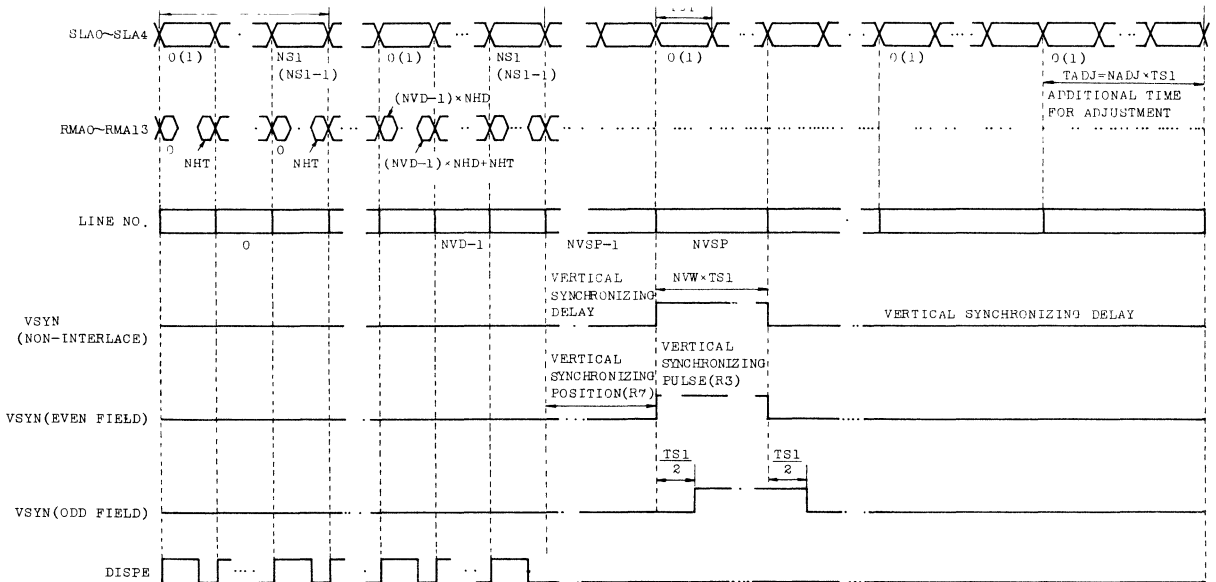 TS1
SLA0~SLA4
0(1)
NS1
(NS1-1)
0(1)
NS1
(NS1-1)
0(1)
0(1)
0(1)
TADJ=NADJ×TS1
ADDITIONAL TIME
FOR ADJUSTMENT
(NVD-1)×NHD
RMA0~RMA13
0
NHT
0
NHT
(NVD-1)×NHD+NHT
LINE NO.
0
NVD-1
NVSP-1
NVSP
VERTICAL
SYNCHRONIZING
DELAY
NVW×TS1
VSYN
(NON-INTERLACE)
VERTICAL SYNCHRONIZING DELAY
VERTICAL
SYNCHRONIZING
POSITION(R7)
VERTICAL
SYNCHRONIZING
PULSE(R3)
VSYN(EVEN FIELD)
TS1
2
TS1
2
VSYN(ODD FIELD)
DISPE